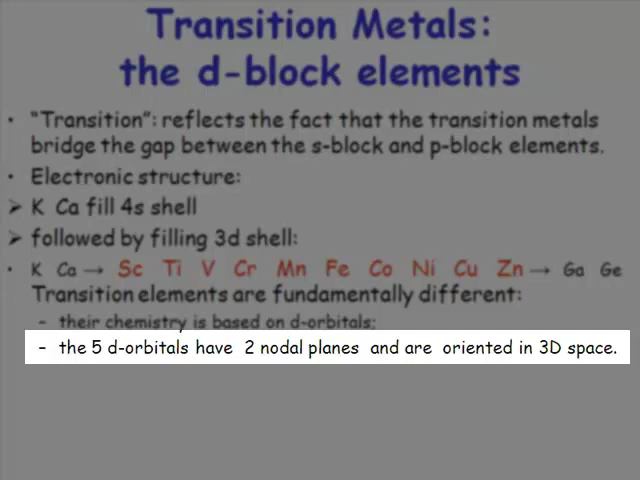 Transition Metals:
the d-block elements
• "Transition": reflects the fact that the transition metals
bridge the gap between the s-block and p-block elements.
• Electronic structure:
➢ K Ca fill 4s shell
➢ followed by filling 3d shell:
• K Ca → Sc Ti V Cr Mn Fe Co Ni Cu Zn → Ga Ge
Transition elements are fundamentally different:
– their chemistry is based on d-orbitals;
– the 5 d-orbitals have 2 nodal planes and are oriented in 3D space.